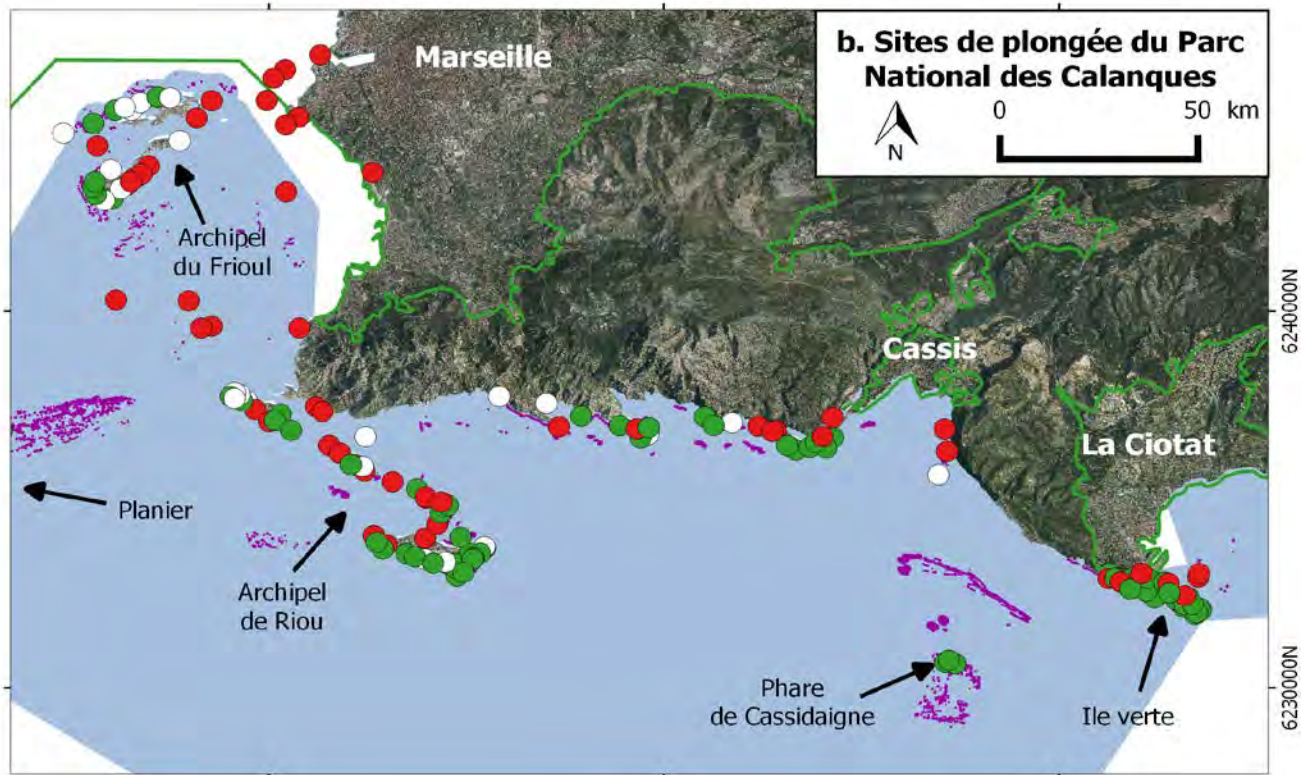 b. Sites de plongée du Parc
National des Calanques
0 50 km
N
Marseille
Archipel
du Frioul
6240000N
Cassis
La Ciotat
Planier
Archipel
de Riou
Phare
de Cassidaigne
Ile verte
6230000N